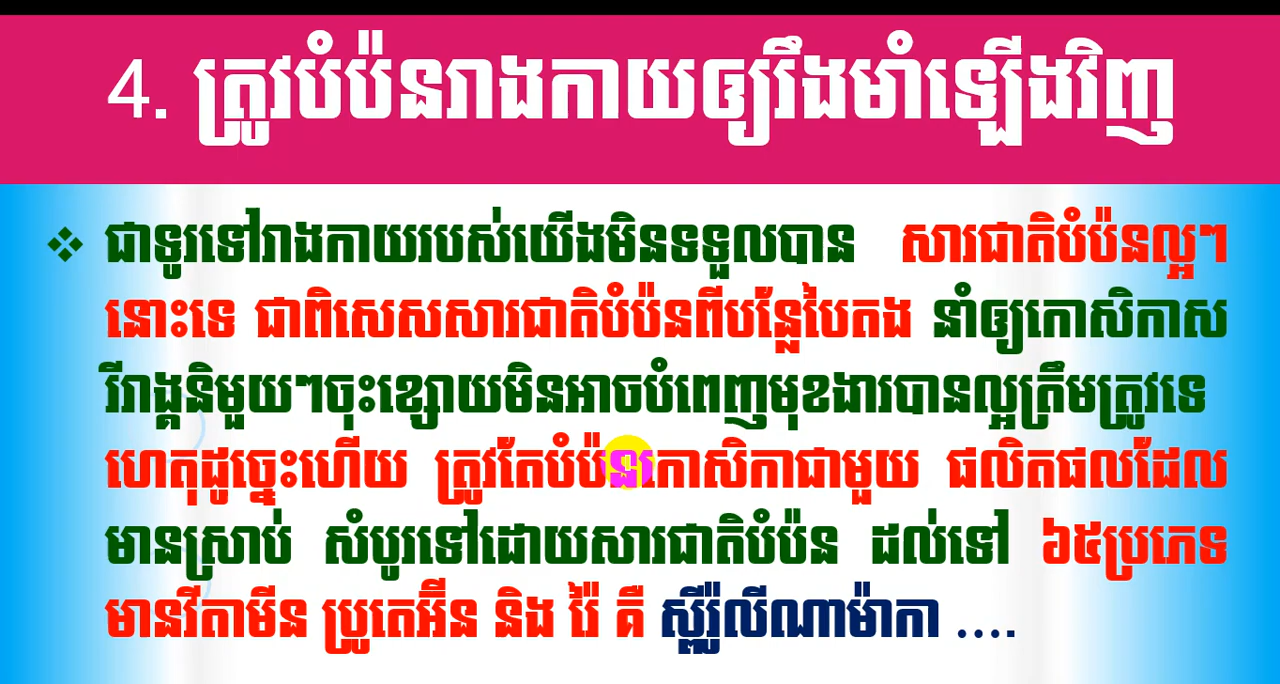 4. ត្រូវបំប៉នរាងកាយឲ្យរឹងមាំឡើងវិញ
❖ ជាទូរទៅរាងកាយរបស់យើងមិនទទួលបាន សារជាតិបំប៉នល្អៗ
នោះទេ ជាពិសេសសារជាតិបំប៉នពីបន្លែបៃតង នាំឲ្យកោសិកាស
រីរាង្គនិមួយៗចុះខ្សោយមិនអាចបំពេញមុខងារបានល្អត្រឹមត្រូវទេ
ហេតុដូច្នេះហើយ ត្រូវតែបំប៉នកោសិកាជាមួយ ផលិតផលដែល
មានស្រាប់ សំបូរទៅដោយសារជាតិបំប៉ន ដល់ទៅ ៦៥ប្រភេទ
មានវីតាមីន ប្រូតេអ៊ីន និង រ៉ៃ គឺ ស្ពីរ៉ូលីណាម៉ាកា ....